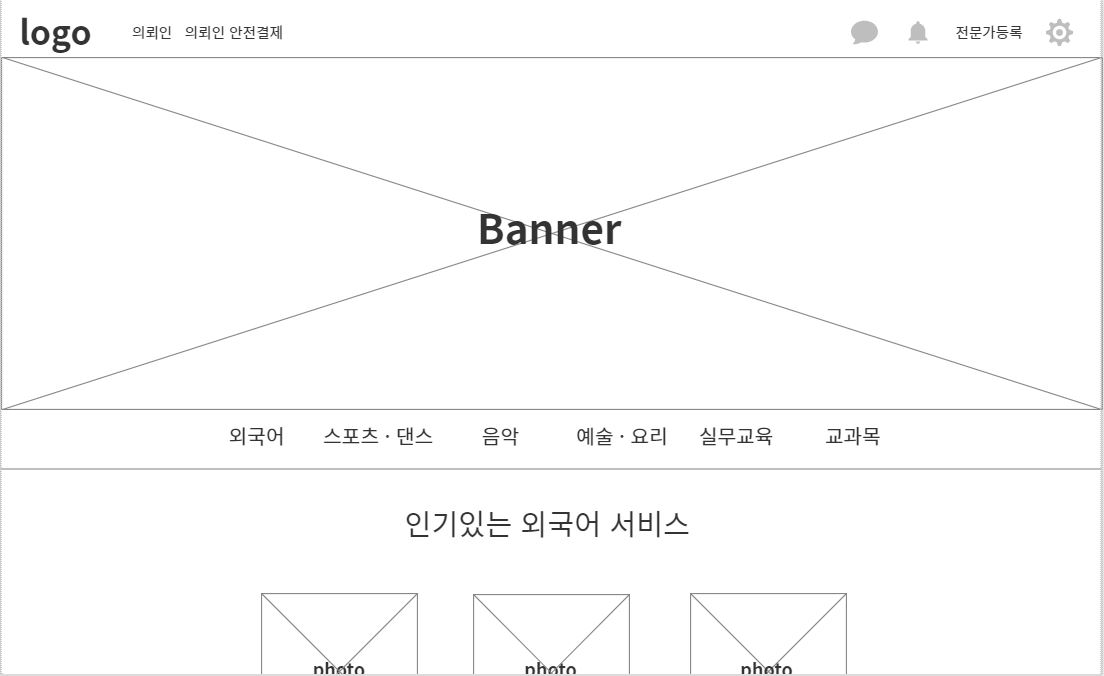 logo 의뢰인 의뢰인 안전결제 전문가등록
Banner
외국어 스포츠 · 댄스 음악 예술 · 요리 실무교육 교과목
인기있는 외국어 서비스
photo photo photo